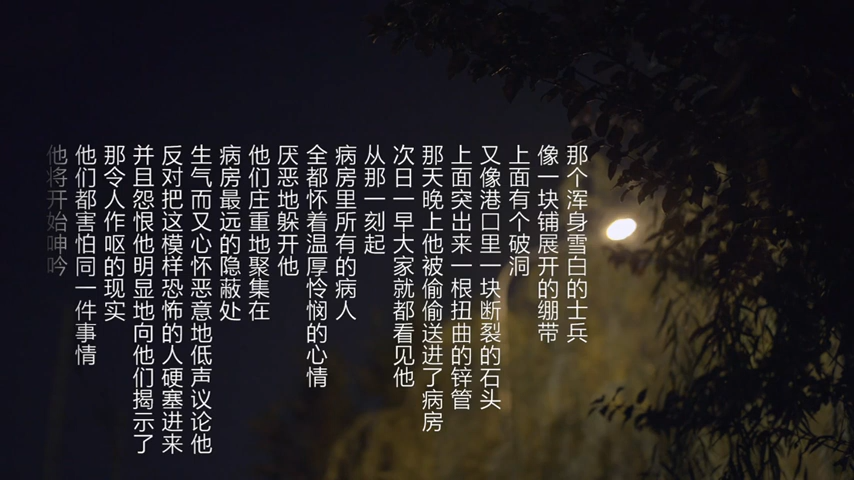 那个浑身雪白的士兵
像一块铺展开的绷带
上面有个破洞
又像港口里一块断裂的石头
上面突出来一根扭曲的锌管
那天晚上他被偷偷送进了病房
次日一早大家就都看见他
从那一刻起
病房里所有的病人
全都怀着温厚怜悯的心情
厌恶地躲开他
他们庄重地聚集在
病房最远的隐蔽处
生气而又心怀恶意地低声议论他
反对把这模样恐怖的人硬塞进来
并且怨恨他明显地向他们揭示了
那令人作呕的现实
他们都害怕同一件事情
他将开始呻吟